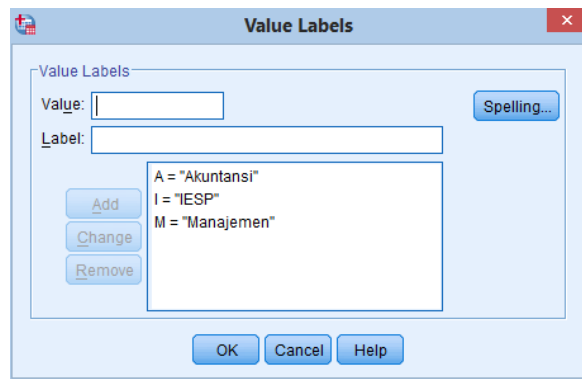 Value Labels
Value Labels
Value:
Spelling...
Label:
A = "Akuntansi"
I = "IESP"
M = "Manajemen"
Add
Change
Remove
OK Cancel Help